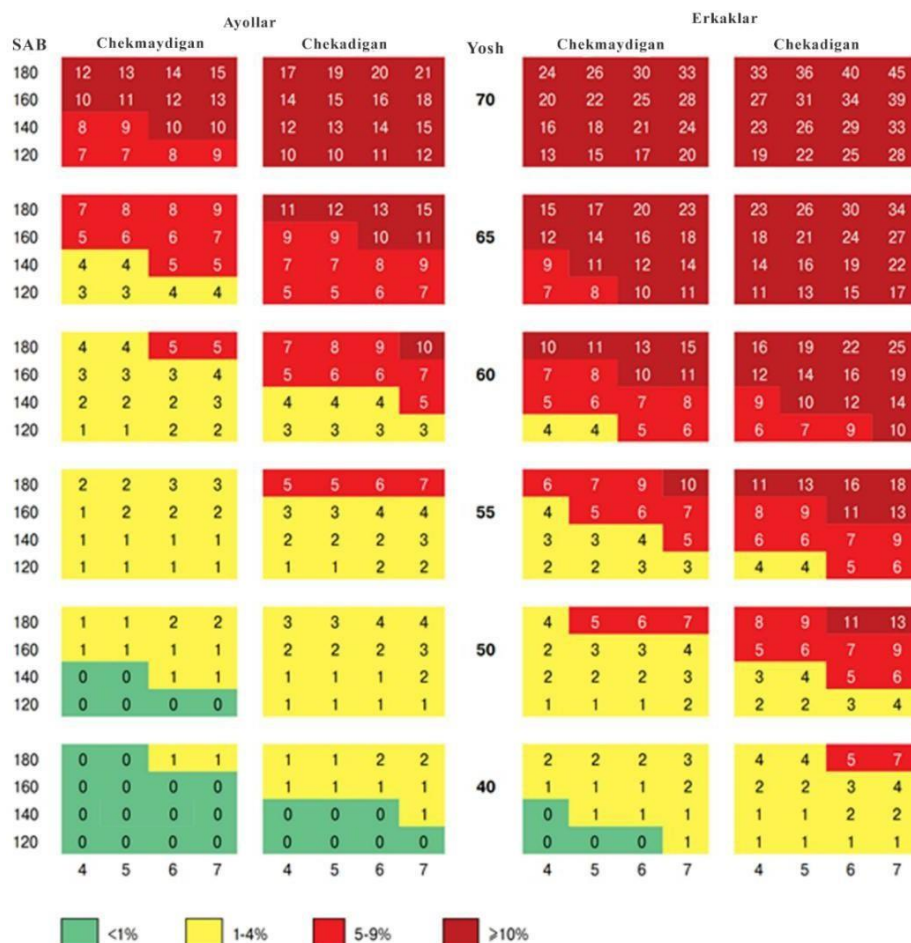 Ayollar Erkaklar
SAB Chekmaydigan Chekadigan Yosh Chekmaydigan Chekadigan
180 12 13 14 15 17 19 20 21 24 26 30 33 33 36 40 45
160 10 11 12 13 14 15 16 18 70 20 22 25 28 27 31 34 39
140 8 9 10 10 12 13 14 15 16 18 21 24 23 26 29 33
120 7 7 8 9 10 10 11 12 13 15 17 20 19 22 25 28
180 7 8 8 9 11 12 13 15 15 17 20 23 23 26 30 34
160 5 6 6 7 9 9 10 11 65 12 14 16 18 18 21 24 27
140 4 4 5 5 7 7 8 9 9 11 12 14 14 16 19 22
120 3 3 4 4 5 5 6 7 7 8 10 11 11 13 15 17
180 4 4 5 5 7 8 9 10 10 11 13 15 16 19 22 25
160 3 3 3 4 5 6 6 7 60 7 8 10 11 12 14 16 19
140 2 2 2 3 4 4 4 5 5 6 7 8 9 10 12 14
120 1 1 2 2 3 3 3 3 4 4 5 6 6 7 9 10
180 2 2 3 3 5 5 6 7 6 7 9 10 11 13 16 18
160 1 2 2 2 3 3 4 4 55 4 5 6 7 8 9 11 13
140 1 1 1 1 2 2 2 3 3 3 4 5 6 6 7 9
120 1 1 1 1 1 1 2 2 2 2 3 3 4 4 5 6
180 1 1 2 2 3 3 4 4 4 5 6 7 8 9 11 13
160 1 1 1 1 2 2 2 3 50 2 3 3 4 5 6 7 9
140 0 0 1 1 1 1 1 2 2 2 2 3 3 4 5 6
120 0 0 0 0 1 1 1 1 1 1 1 2 2 2 3 4
180 0 0 1 1 1 1 2 2 2 2 2 3 4 4 5 7
160 0 0 0 0 1 1 1 1 40 1 1 1 2 2 2 3 4
140 0 0 0 0 0 0 0 1 0 1 1 1 1 1 2 2
120 0 0 0 0 0 0 0 0 0 0 0 1 1 1 1 1
4 5 6 7 4 5 6 7 4 5 6 7 4 5 6 7
<1% 1-4% 5-9% ⩾10%